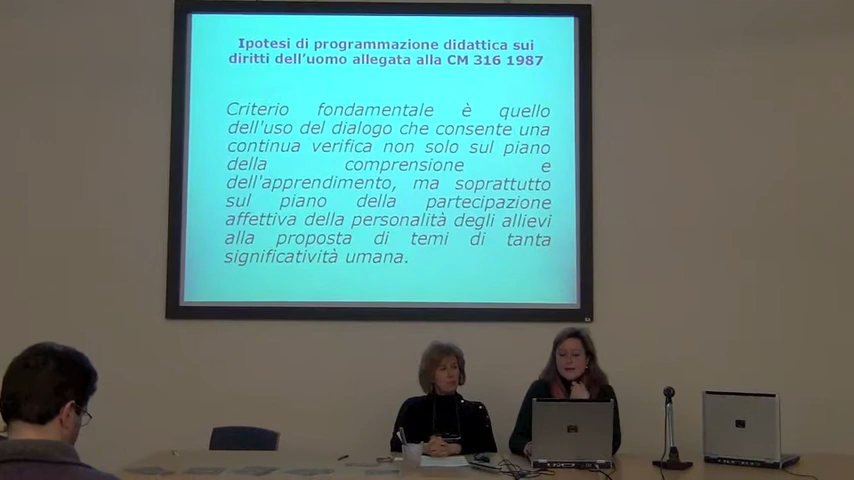 Ipotesi di programmazione didattica sui
diritti dell'uomo allegata alla CM 316 1987
Criterio fondamentale è quello
dell'uso del dialogo che consente una
continua verifica non solo sul piano
della comprensione e
dell'apprendimento, ma soprattutto
sul piano della partecipazione
affettiva della personalità degli allievi
alla proposta di temi di tanta
significatività umana.